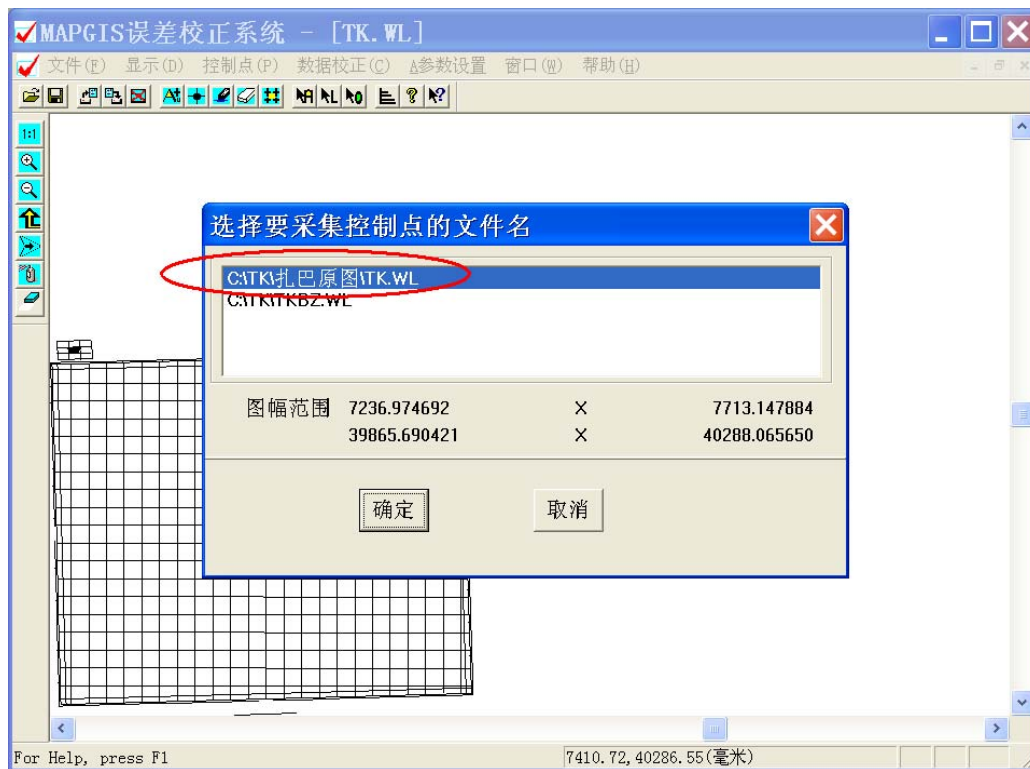 MAPGIS误差校正系统 - [TK.WL]
文件(F) 显示(D) 控制点(P) 数据校正(C) A参数设置 窗口(W) 帮助(H)
1:1
选择要采集控制点的文件名
C:\TK\扎巴原图\TK.WL
C:\TK\TKBZ.WL
图幅范围 7236.974692 X 7713.147884
39865.690421 X 40288.065650
确定 取消
For Help, press F1 7410.72,40286.55(毫米)